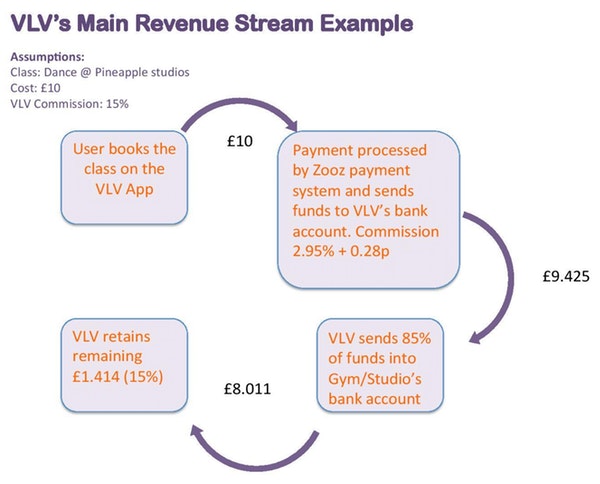 VLV's Main Revenue Stream Example
Assumptions:
Class: Dance @ Pineapple studios
Cost: £10
VLV Commission: 15%
User books the
class on the
VLV App
£10
Payment processed
by Zooz payment
system and sends
funds to VLV's bank
account. Commission
2.95% + 0.28p
£9.425
VLV sends 85%
of funds into
Gym/Studio's
bank account
£8.011
VLV retains
remaining
£1.414 (15%)